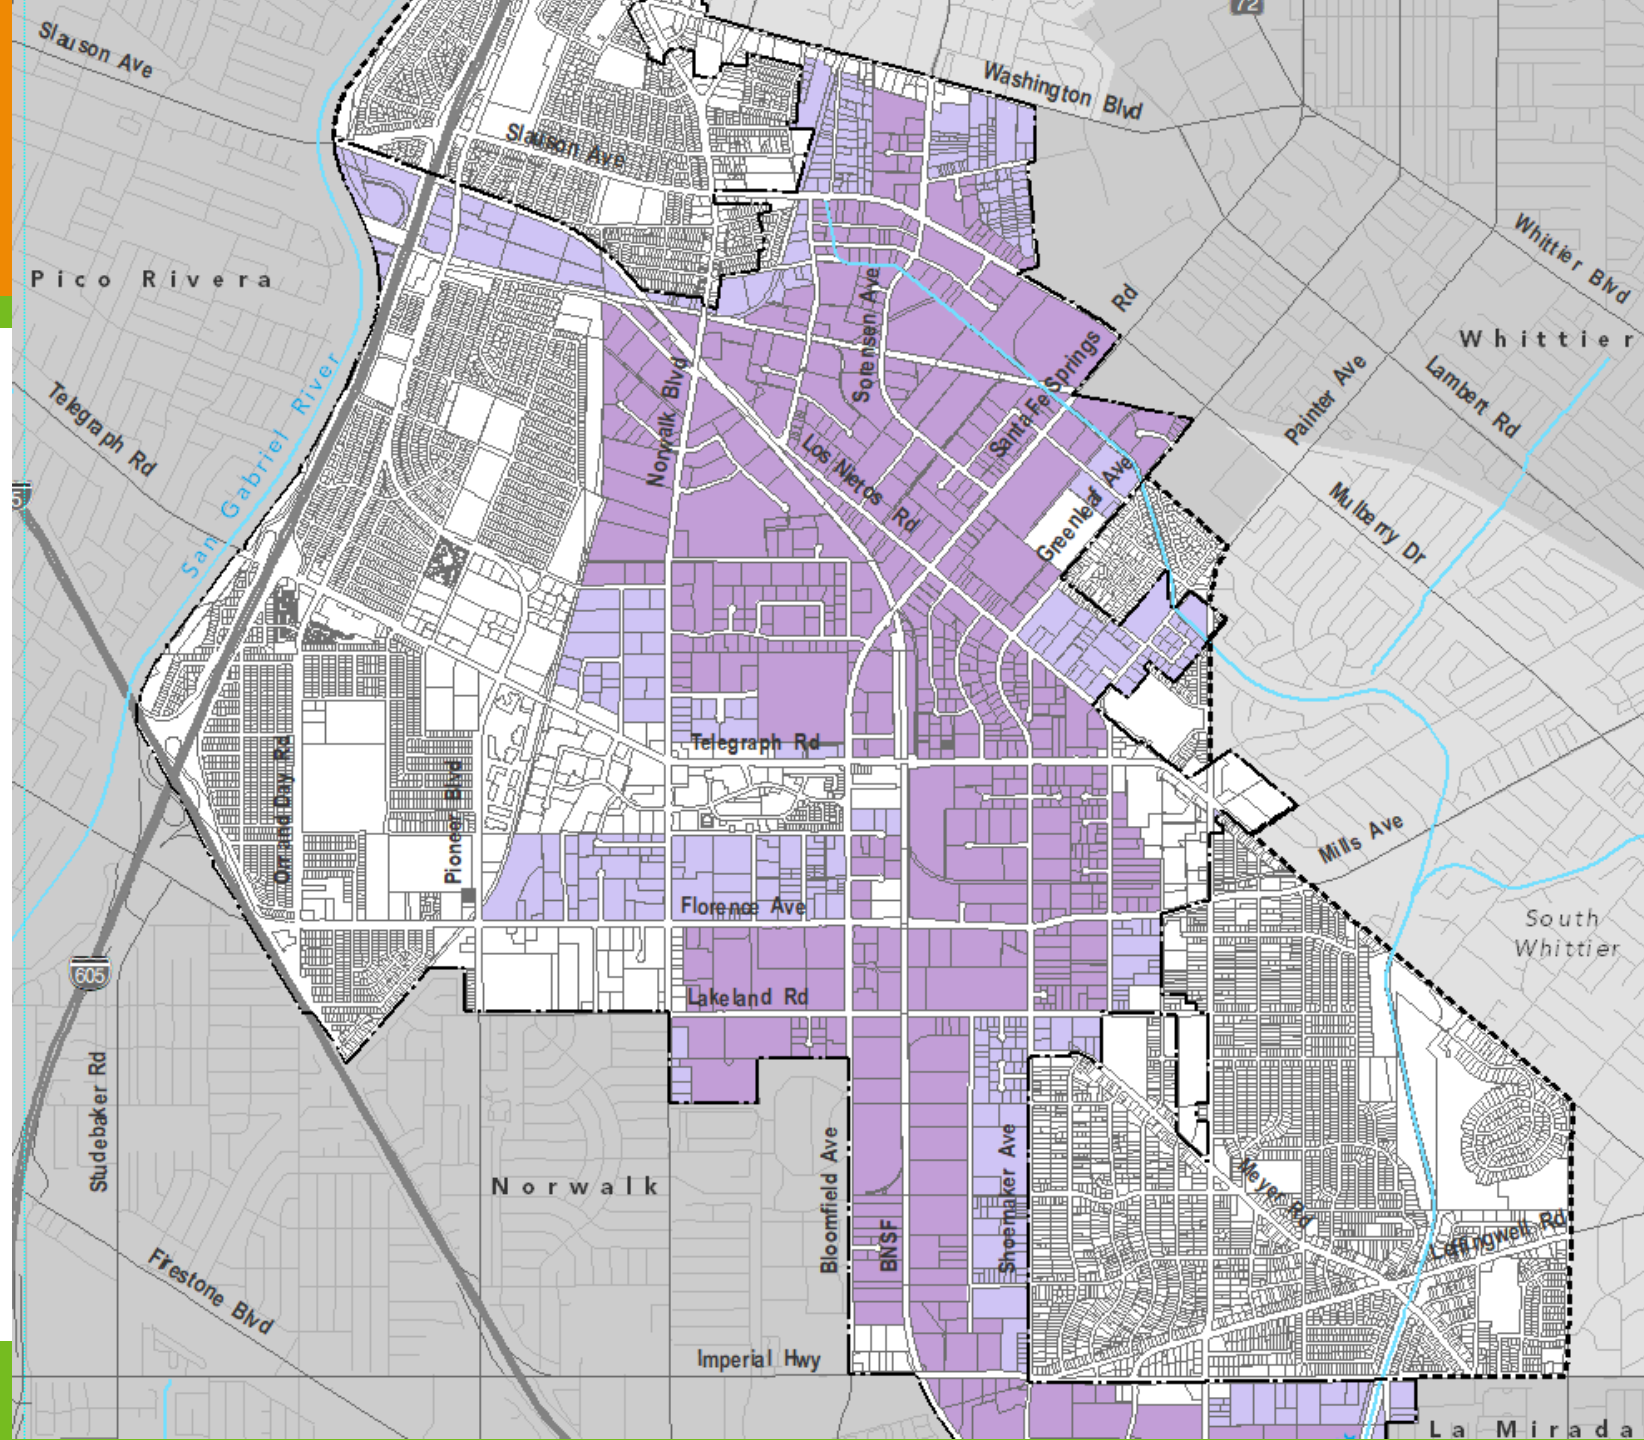 72
Slauson Ave
Washington Blvd
Slauson Ave
Whittier Blvd
Pico Rivera
Rd
Whittier
Sorensen Ave
Santa Fe Springs
Painter Ave
Lambert Rd
Telegraph Rd
San Gabriel River
Norwalk Blvd
Los Nietos Rd
Greenleaf Ave
Mulberry Dr
5
Telegraph Rd
Orr and Day Rd
Pioneer Blvd
Mills Ave
Florence Ave
South
Whittier
605
Lakeland Rd
Studebaker Rd
Norwalk
Bloomfield Ave
BNSF
Shoemaker Ave
Meyer Rd
Leffingwell Rd
Firestone Blvd
Imperial Hwy
La Mirada